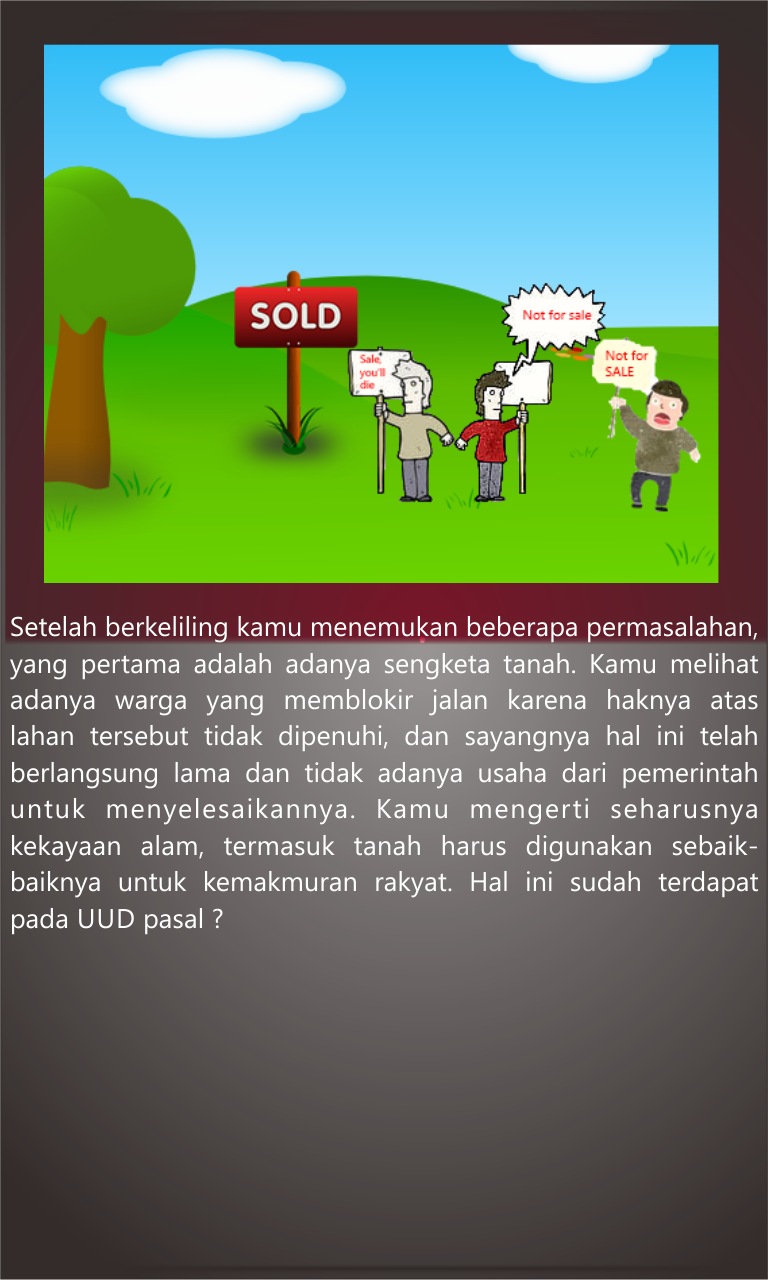 SOLD
Sale,
you'll
die
Not for sale
Not for
SALE
Setelah berkeliling kamu menemukan beberapa permasalahan,
yang pertama adalah adanya sengketa tanah. Kamu melihat
adanya warga yang memblokir jalan karena haknya atas
lahan tersebut tidak dipenuhi, dan sayangnya hal ini telah
berlangsung lama dan tidak adanya usaha dari pemerintah
untuk menyelesaikannya. Kamu mengerti seharusnya
kekayaan alam, termasuk tanah harus digunakan sebaik-
baiknya untuk kemakmuran rakyat. Hal ini sudah terdapat
pada UUD pasal ?